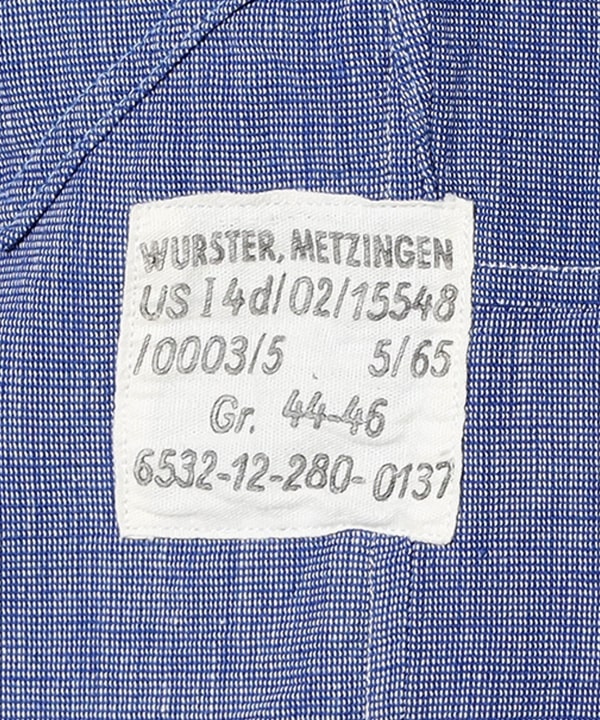 WURSTER, METZINGEN
US I 4d/02/15548
/0003/5 5/65
Gr. 44-46
6532-12-280-0137